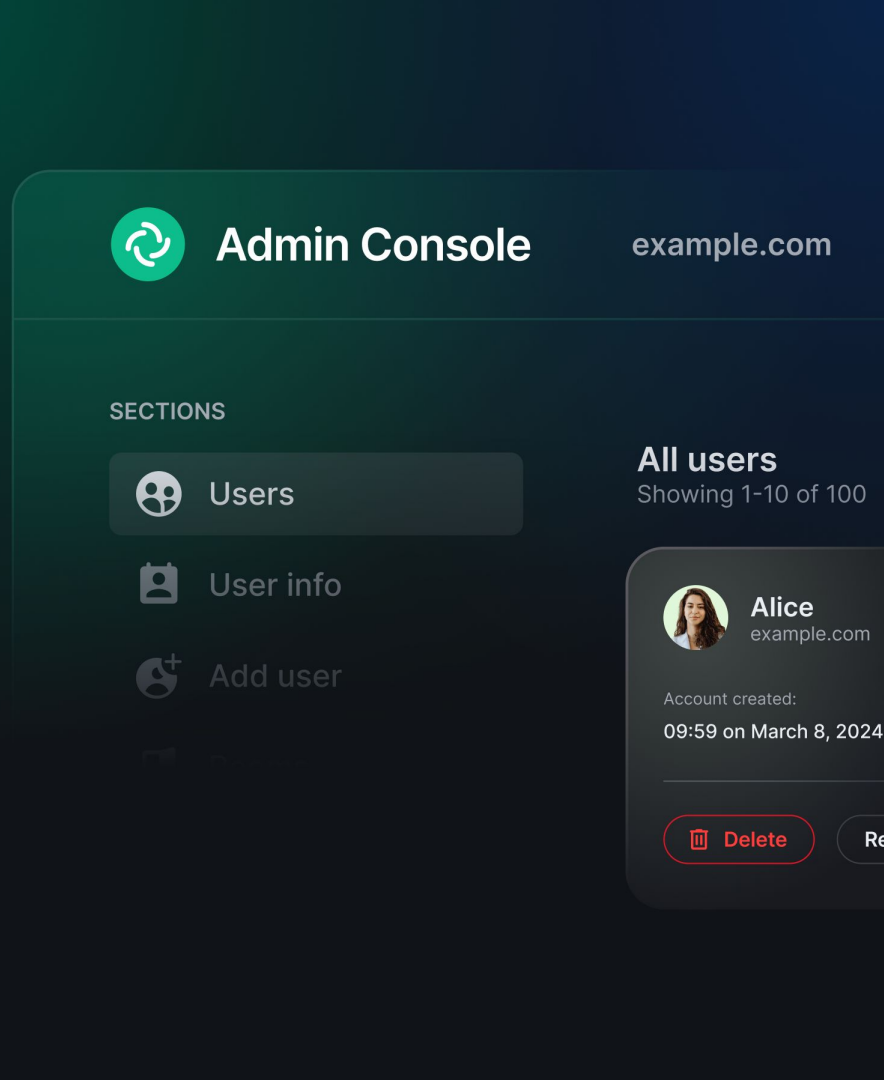 Admin Console
example.com
SECTIONS
Users
User info
Add user
All users
Showing 1-10 of 100
Alice
example.com
Account created:
09:59 on March 8, 2024
Delete